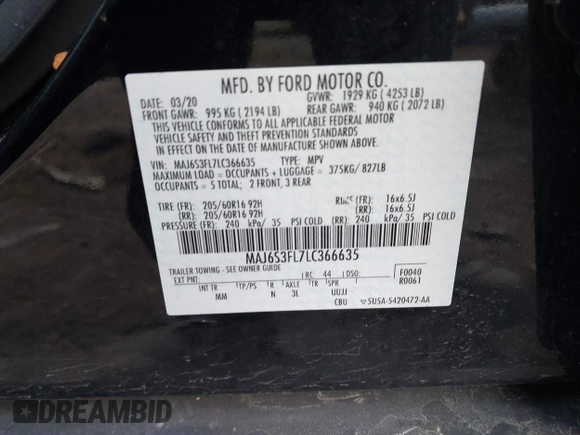 MFD. BY FORD MOTOR CO.
DATE: 03/20 GVWR: 1929 KG ( 4253 LB)
FRONT GAWR: 995 KG ( 2194 LB) REAR GAWR: 940 KG ( 2072 LB)
THIS VEHICLE CONFORMS TO ALL APPLICABLE FEDERAL MOTOR
VEHICLE SAFETY AND THEFT PREVENTION STANDARDS
IN EFFECT ON THE DATE OF MANUFACTURE SHOWN ABOVE.
VIN: MAJ6S3FL7LC366635 TYPE: MPV
MAXIMUM LOAD = OCCUPANTS + LUGGAGE = 375KG/ 827LB
OCCUPANTS = 5 TOTAL; 2 FRONT, 3 REAR
TIRE (FR): 205/60R16 92H RIMS (FR): 16x6.5J
(RR): 205/60R16 92H (RR): 16x6.5J
PRESSURE (FR): 240 kPa/ 35 PSI COLD (RR): 240 kPa/ 35 PSI COLD
MAJ6S3FL7LC366635
TRAILER TOWING - SEE OWNER GUIDE
EXT PNT: RC: 44 DSO: F0040
R0061
INT TR TP/PS R AXLE TR SPR
MM N 3L UUJJ
CBU ▽5U5A-5420472-AA
DREAMBID